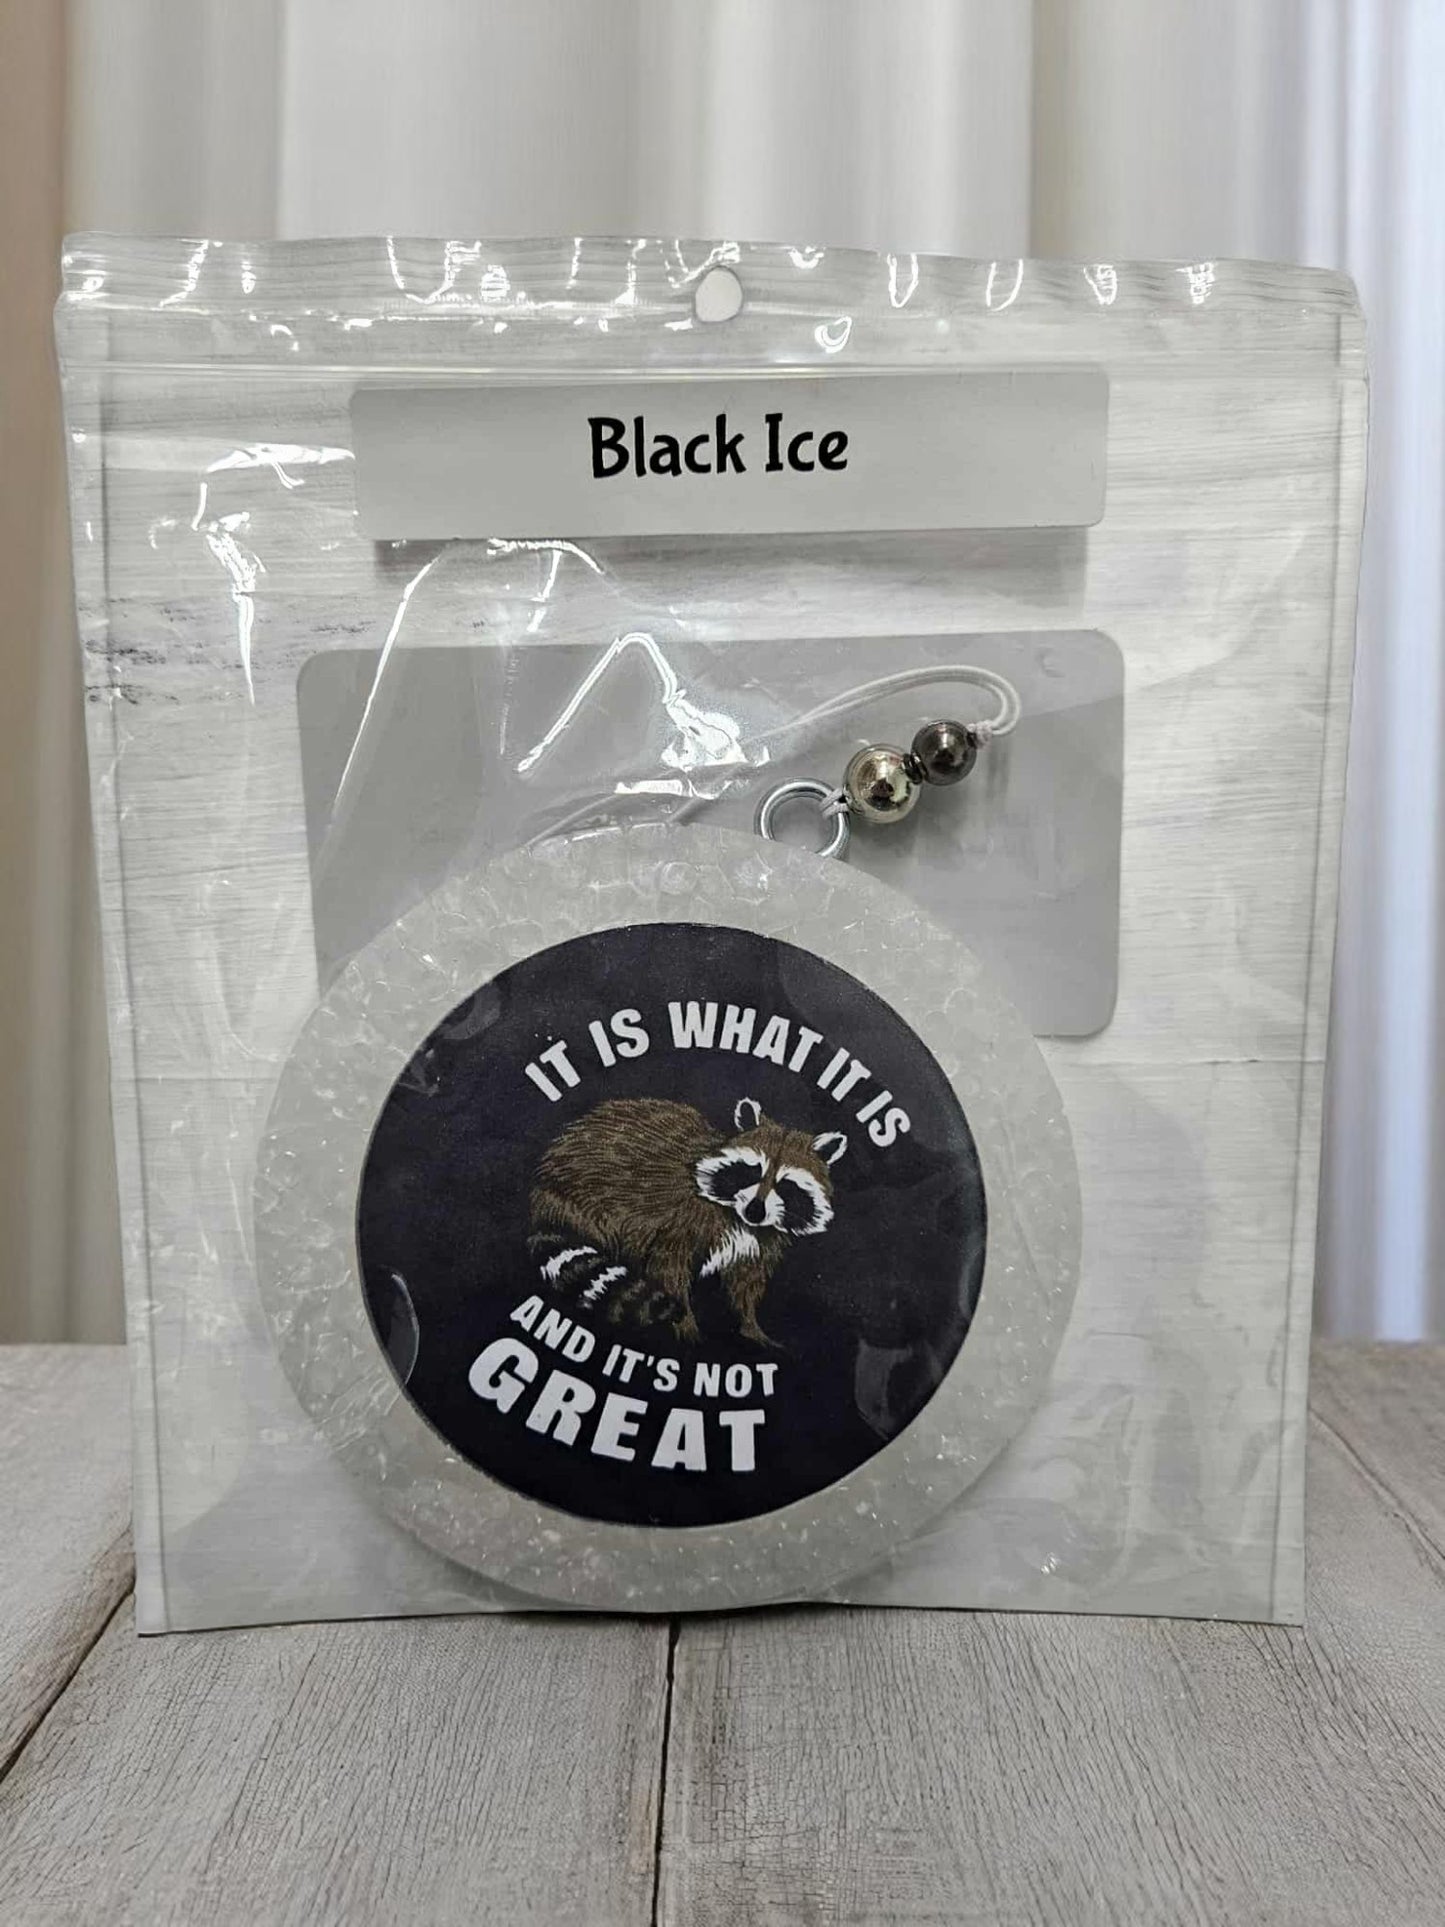 Black Ice
IT IS WHAT IT IS
AND IT'S NOT
GREAT